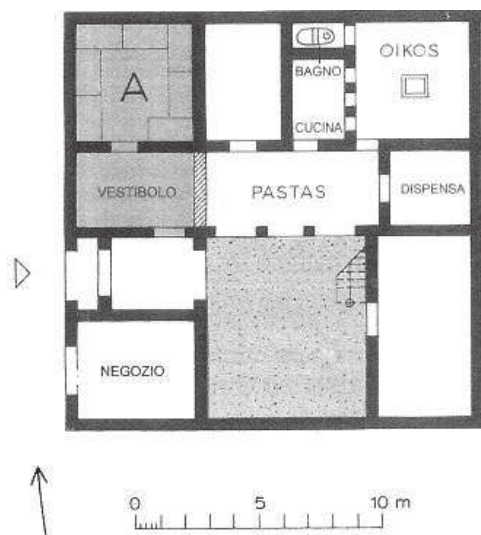 BAGNO
OIKOS
A
CUCINA
VESTIBOLO
PASTAS
DISPENSA
NEGOZIO
0 5 10 m